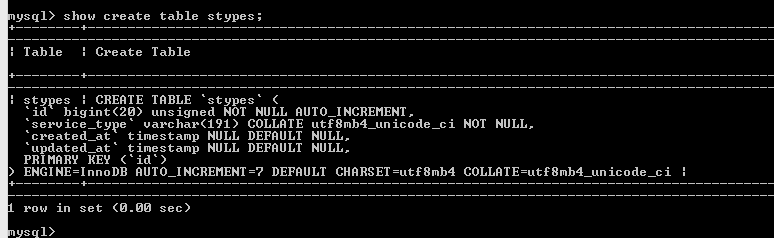 mysql> show create table stypes;
| Table | Create Table
| stypes | CREATE TABLE `stypes` (
`id` bigint(20) unsigned NOT NULL AUTO_INCREMENT,
`service_type` varchar(191) COLLATE utf8mb4_unicode_ci NOT NULL,
`created_at` timestamp NULL DEFAULT NULL,
`updated_at` timestamp NULL DEFAULT NULL,
PRIMARY KEY (`id`)
) ENGINE=InnoDB AUTO_INCREMENT=7 DEFAULT CHARSET=utf8mb4 COLLATE=utf8mb4_unicode_ci |
1 row in set (0.00 sec)
mysql>